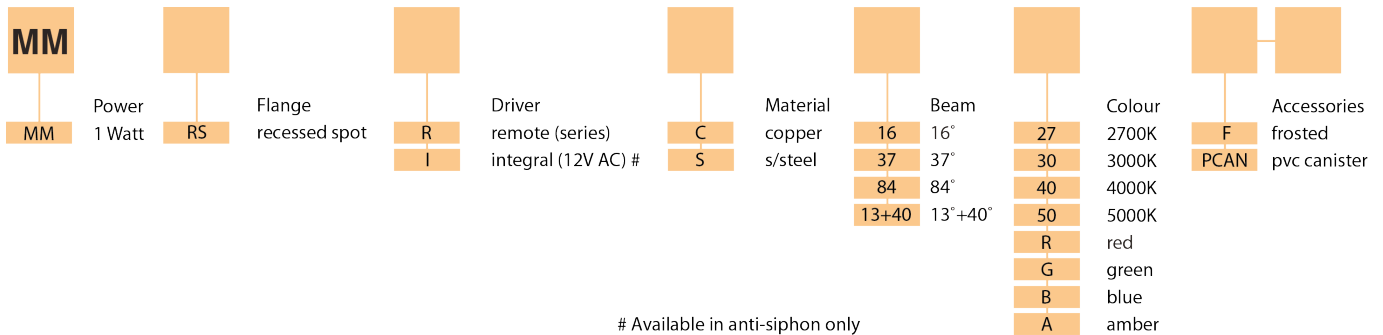 MM
Power Flange Driver Material Beam Colour Accessories
MM 1 Watt RS recessed spot R remote (series) C copper 16 16° 27 2700K F frosted
I integral (12V AC) # S s/steel 37 37° 30 3000K PCAN pvc canister
84 84° 40 4000K
13+40 13°+40° 50 5000K
R red
G green
B blue
# Available in anti-siphon only A amber